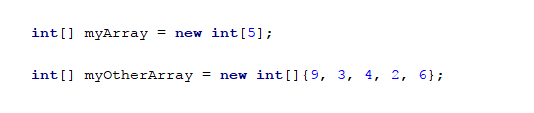 int[] myArray = new int[5];
int[] myOtherArray = new int[]{9, 3, 4, 2, 6};